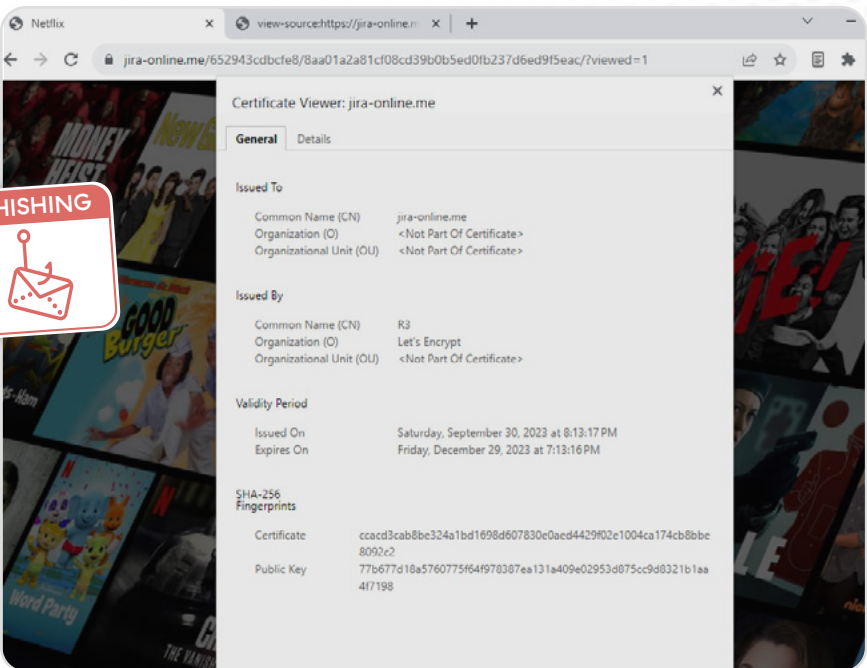 Netflix
view-source:https://jira-online.m
jira-online.me/652943cdbcfe8/8aa01a2a81cf08cd39b0b5ed0fb237d6ed9f5eac/?viewed=1
Certificate Viewer: jira-online.me
General Details
Issued To
Common Name (CN) jira-online.me
Organization (O) <Not Part Of Certificate>
Organizational Unit (OU) <Not Part Of Certificate>
Issued By
Common Name (CN) R3
Organization (O) Let's Encrypt
Organizational Unit (OU) <Not Part Of Certificate>
Validity Period
Issued On Saturday, September 30, 2023 at 8:13:17 PM
Expires On Friday, December 29, 2023 at 7:13:16 PM
SHA-256
Fingerprints
Certificate ccacd3cab8be324a1bd1698d607830e0aed4429f02e1004ca174cb8bbe
8092c2
Public Key 77b677d18a5760775f64f978387ea131a409e02953d875cc9d8321b1aa
4f7198
HISHING
MONEY
HEIST
New G
GOOD
Burger
s-Ham
Word Party
THE VANIS